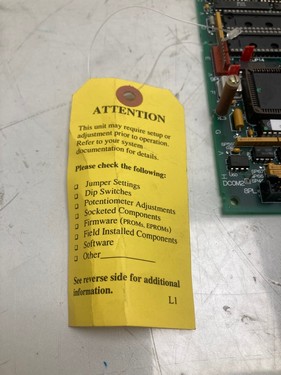 ATTENTION
This unit may require setup or
adjustment prior to operation.
Refer to your system
documentation for details.
Please check the following:
❏ Jumper Settings
❏ Dip Switches
❏ Potentiometer Adjustments
❏ Socketed Components
❏ Firmware (PROMs, EPROMs)
❏ Field Installed Components
❏ Software
❏ Other____________
See reverse side for additional
information.
L1
DCOM2